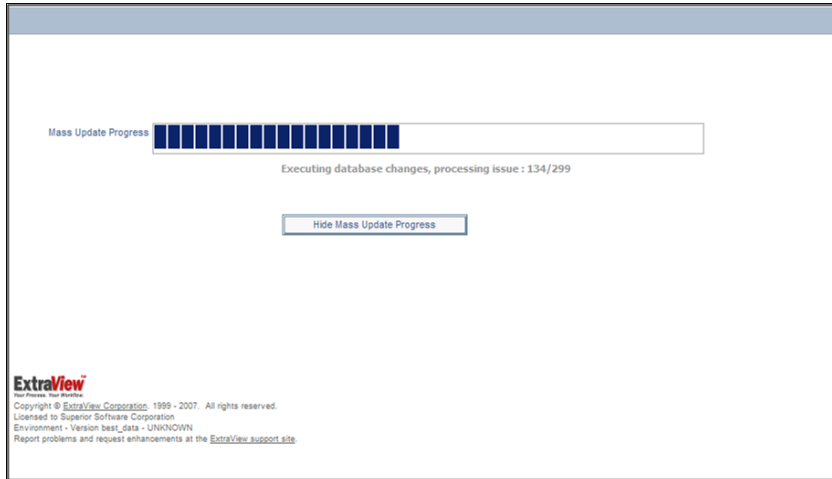 Mass Update Progress
Executing database changes, processing issue : 134/299
Hide Mass Update Progress
ExtraView™
Your Process. Your Workflow.
Copyright © ExtraView Corporation. 1999 - 2007. All rights reserved.
Licensed to Superior Software Corporation
Environment - Version best_data - UNKNOWN
Report problems and request enhancements at the ExtraView support site.